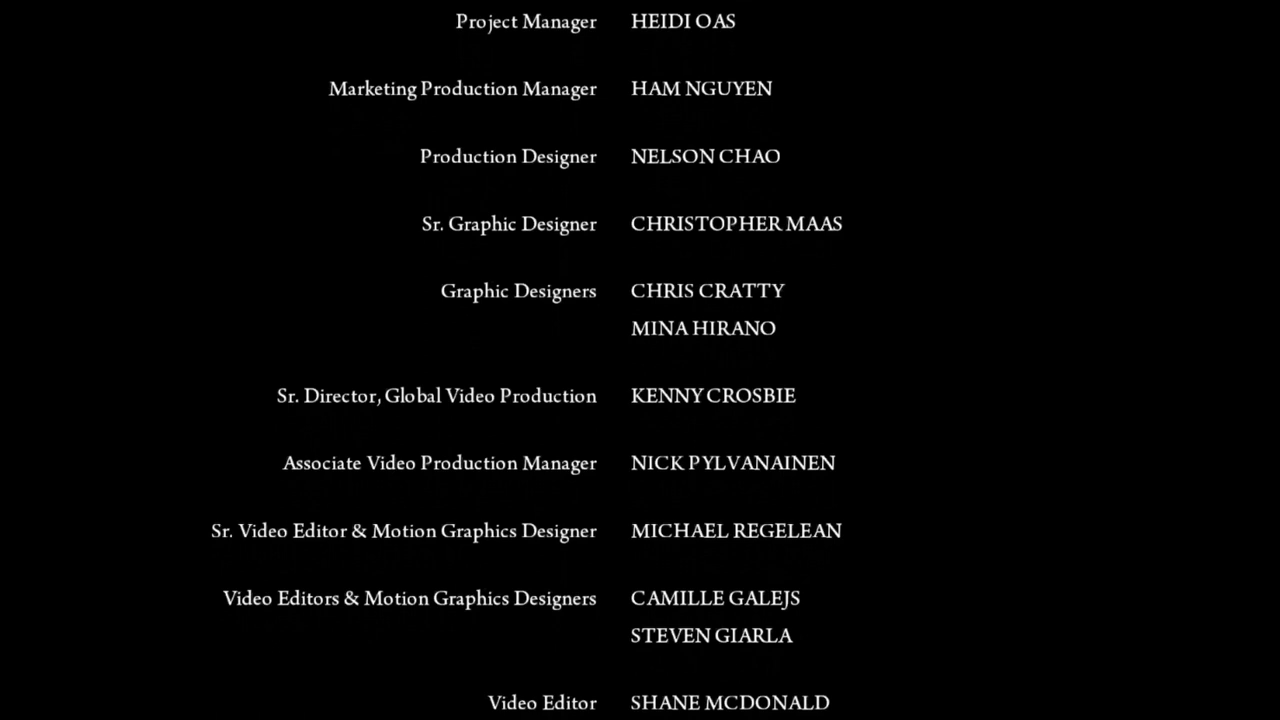 Project Manager HEIDI OAS
Marketing Production Manager HAM NGUYEN
Production Designer NELSON CHAO
Sr. Graphic Designer CHRISTOPHER MAAS
Graphic Designers CHRIS CRATTY
MINA HIRANO
Sr. Director, Global Video Production KENNY CROSBIE
Associate Video Production Manager NICK PYLVANAINEN
Sr. Video Editor & Motion Graphics Designer MICHAEL REGELEAN
Video Editors & Motion Graphics Designers CAMILLE GALEJS
STEVEN GIARLA
Video Editor SHANE MCDONALD